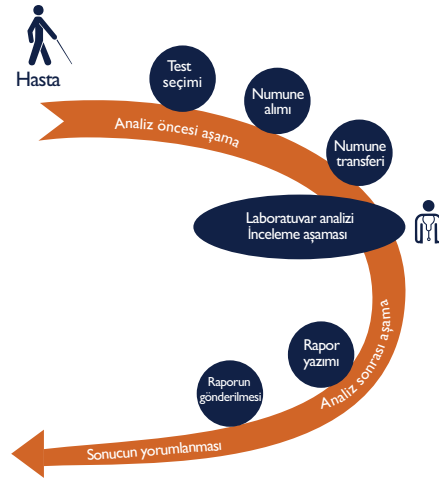 Hasta
Test
seçimi
Numune
alımı
Numune
transferi
Analiz öncesi aşama
Laboratuvar analizi
İnceleme aşaması
Analiz sonrası aşama
Rapor
yazımı
Raporun
gönderilmesi
Sonucun yorumlanması